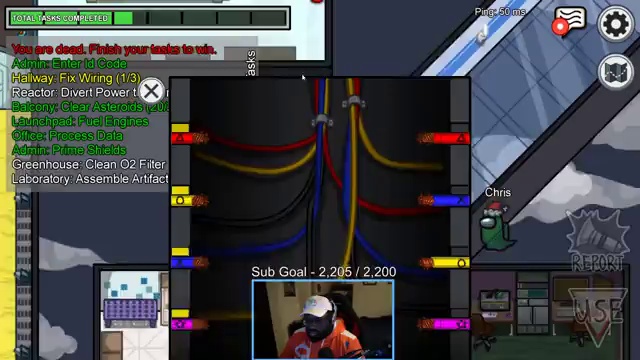 TOTAL TASKS COMPLETED
Ping: 50 ms
You are dead. Finish your tasks to win.
Admin: Enter Id Code
Hallway: Fix Wiring (1/3)
Reactor: Divert Power t
Balcony: Clear Asteroids (20/
Launchpad: Fuel Engines
Office: Process Data
Admin: Prime Shields
Greenhouse: Clean O2 Filter
Laboratory: Assemble Artifact
asks
Chris
REPORT
USE
Sub Goal - 2,205 / 2,200